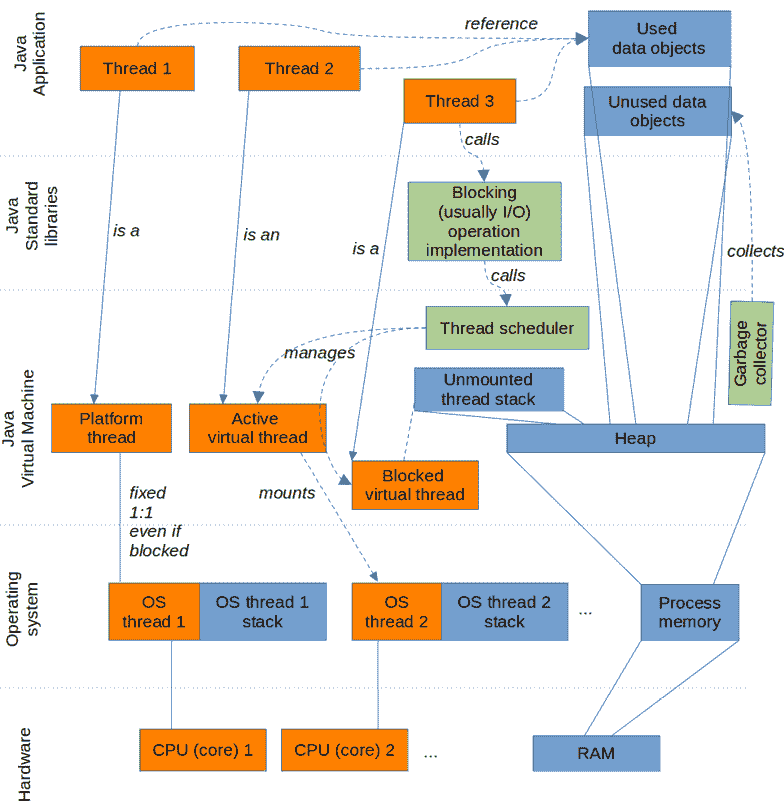 Java
Application
Thread 1
Thread 2
reference
Used
data objects
Thread 3
Unused data
objects
calls
Java
Standard
libraries
is a
is an
is a
Blocking
(usually I/O)
operation
implementation
collects
calls
Java
Virtual Machine
manages
Thread scheduler
Garbage
collector
Unmounted
thread stack
Platform
thread
Active
virtual thread
Heap
Blocked
virtual thread
fixed
1:1
even if
blocked
mounts
Operating
system
OS
thread 1
OS thread 1
stack
OS
thread 2
OS thread 2
stack
...
Process
memory
Hardware
CPU (core) 1
CPU (core) 2
...
RAM